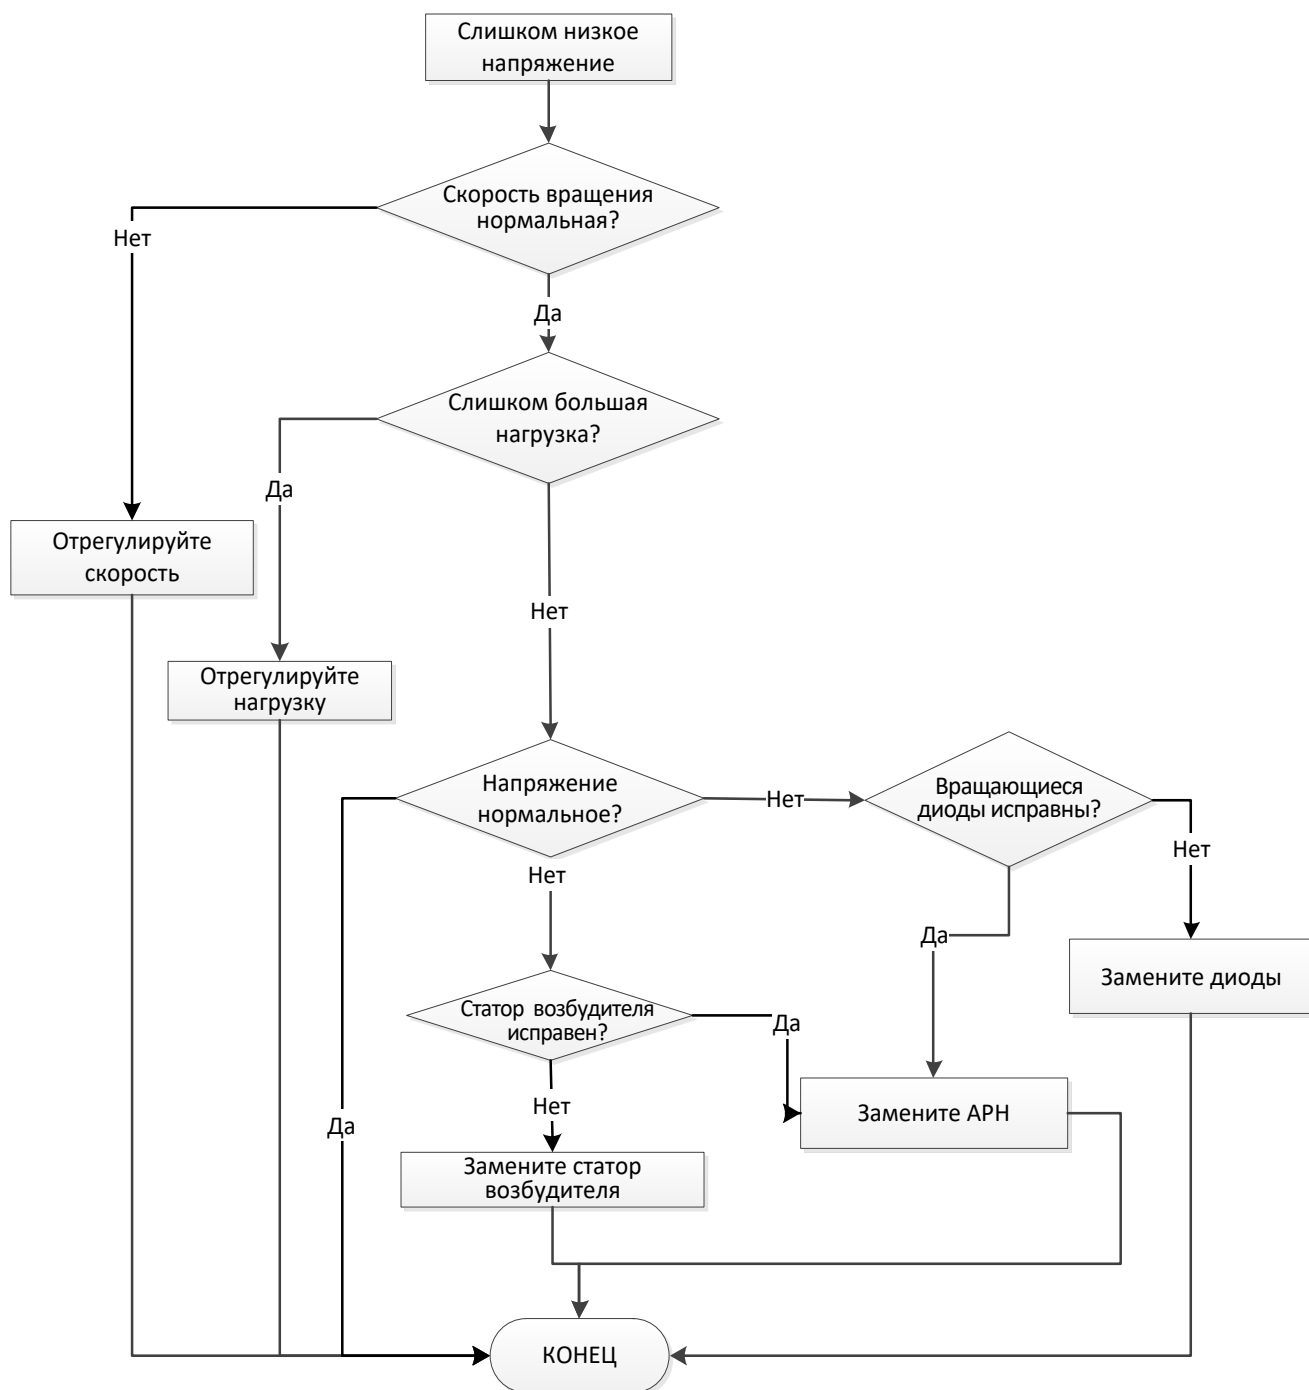 Слишком низкое
напряжение
Скорость вращения
нормальная?
Нет
Да
Слишком большая
нагрузка?
Да
Отрегулируйте
скорость
Нет
Отрегулируйте
нагрузку
Напряжение
нормальное?
Нет
Вращающиеся
диоды исправны?
Нет
Нет
Да
Замените диоды
Статор возбудителя
исправен?
Да
Нет
Замените АРН
Да
Замените статор
возбудителя
КОНЕЦ